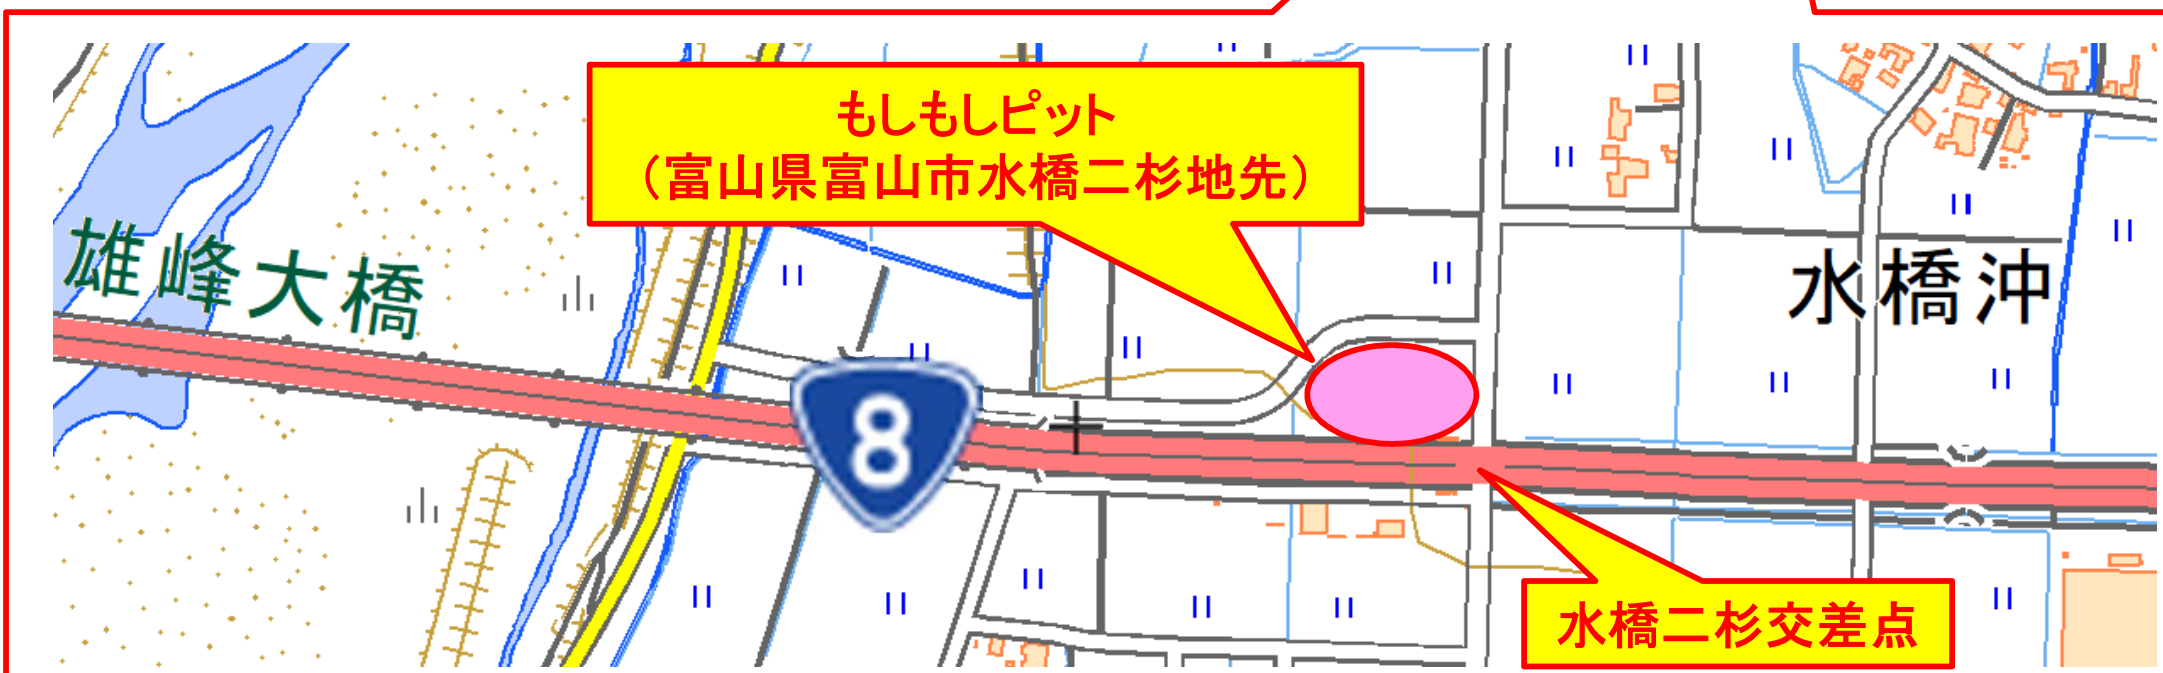 もしもしピット
（富山県富山市水橋二杉地先）
雄峰大橋
水橋沖
8
水橋二杉交差点